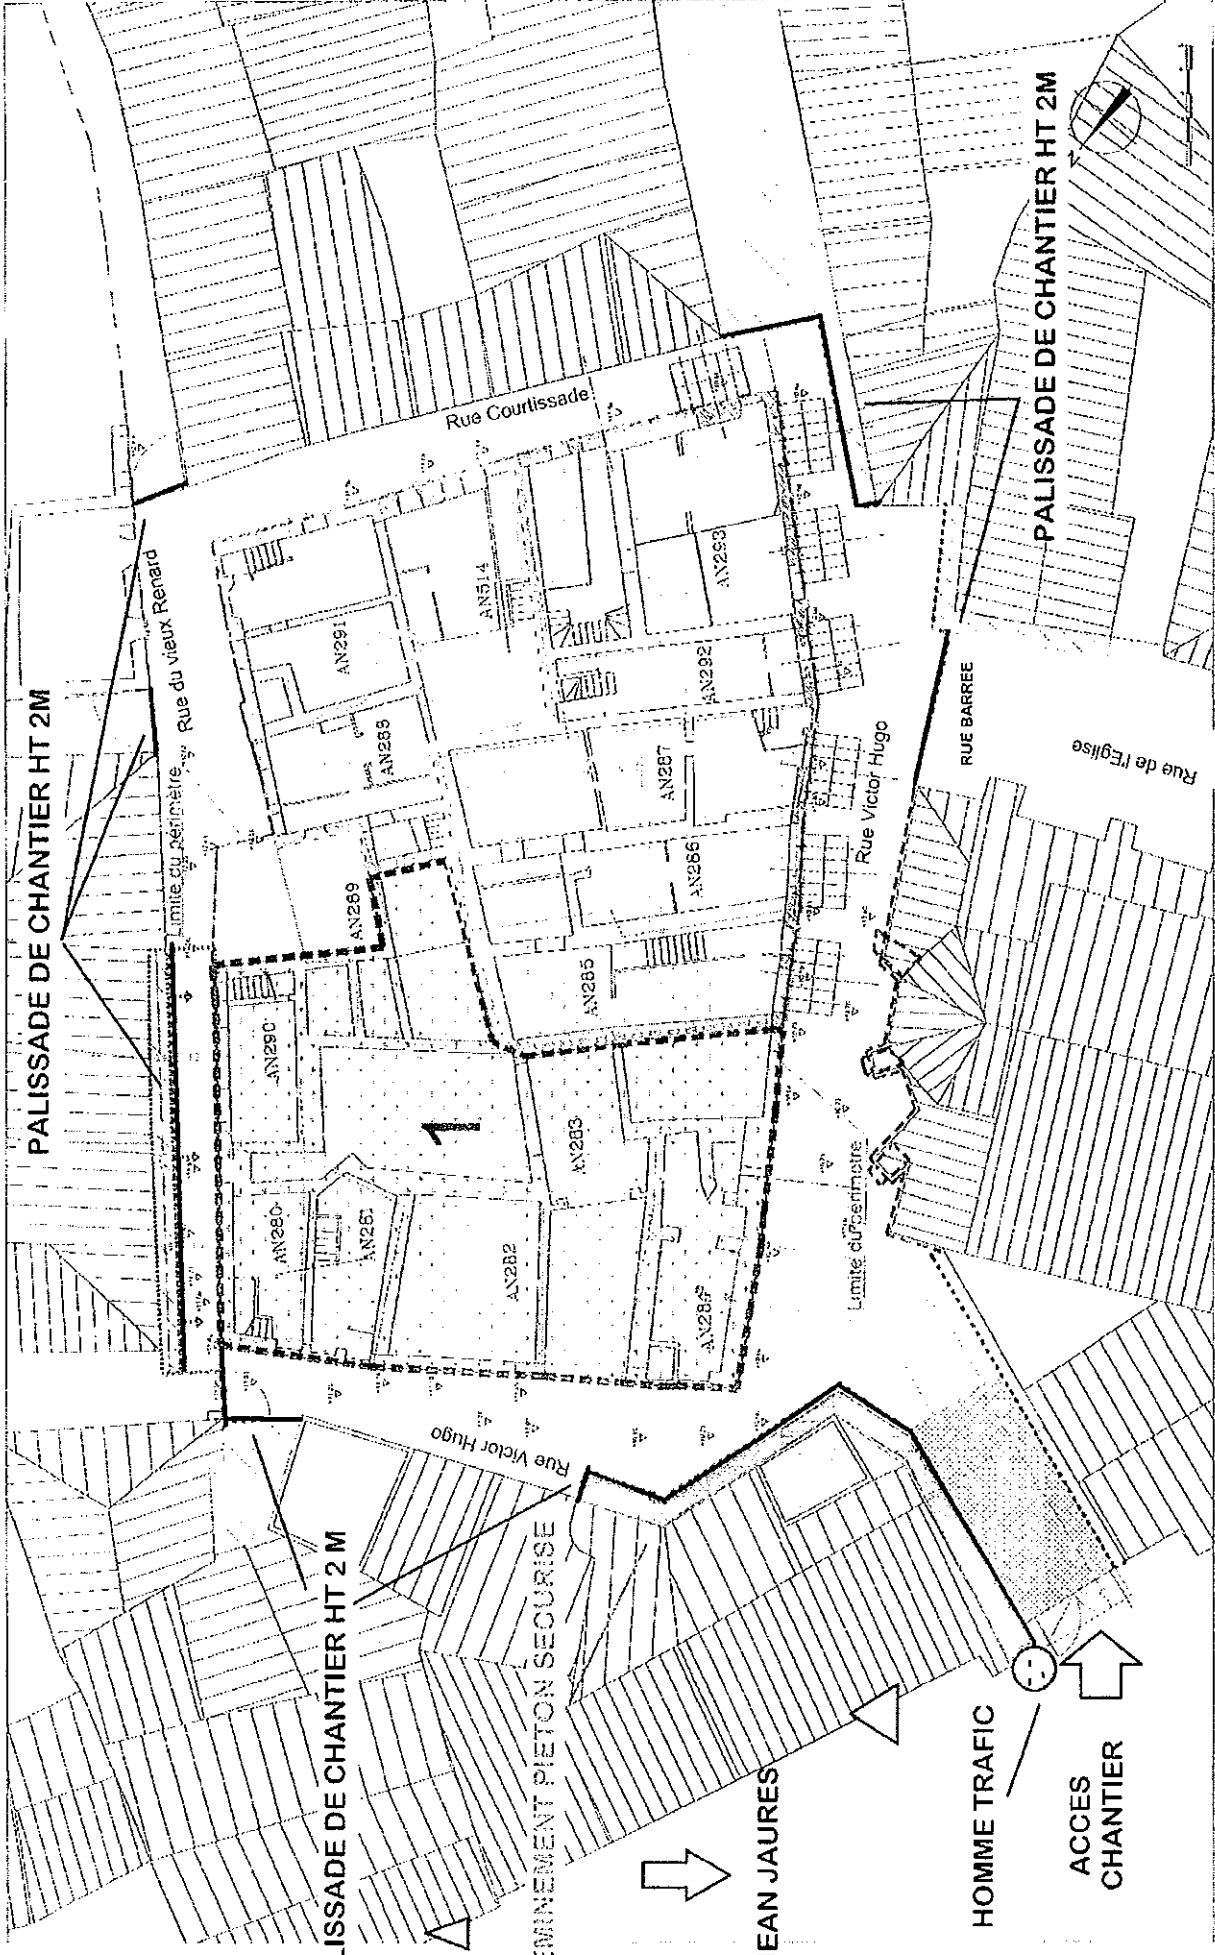 PALISSADE DE CHANTIER HT 2M
PALISSADE DE CHANTIER HT 2M
LISSADE DE CHANTIER HT 2 M
MINEMENT PIETON SECURISE
EAN JAURES
HOMME TRAFIC
ACCES
CHANTIER
Rue du vieux Renard
Limite du périmètre
Rue Courtissade
Rue Victor Hugo
Rue Victor Hugo
RUE BARREE
Rue de l'Eglise
Limite du périmètre
1
AN280
AN281
AN282
AN283
AN284
AN285
AN286
AN287
AN288
AN289
AN290
AN291
AN292
AN293
AN514
N